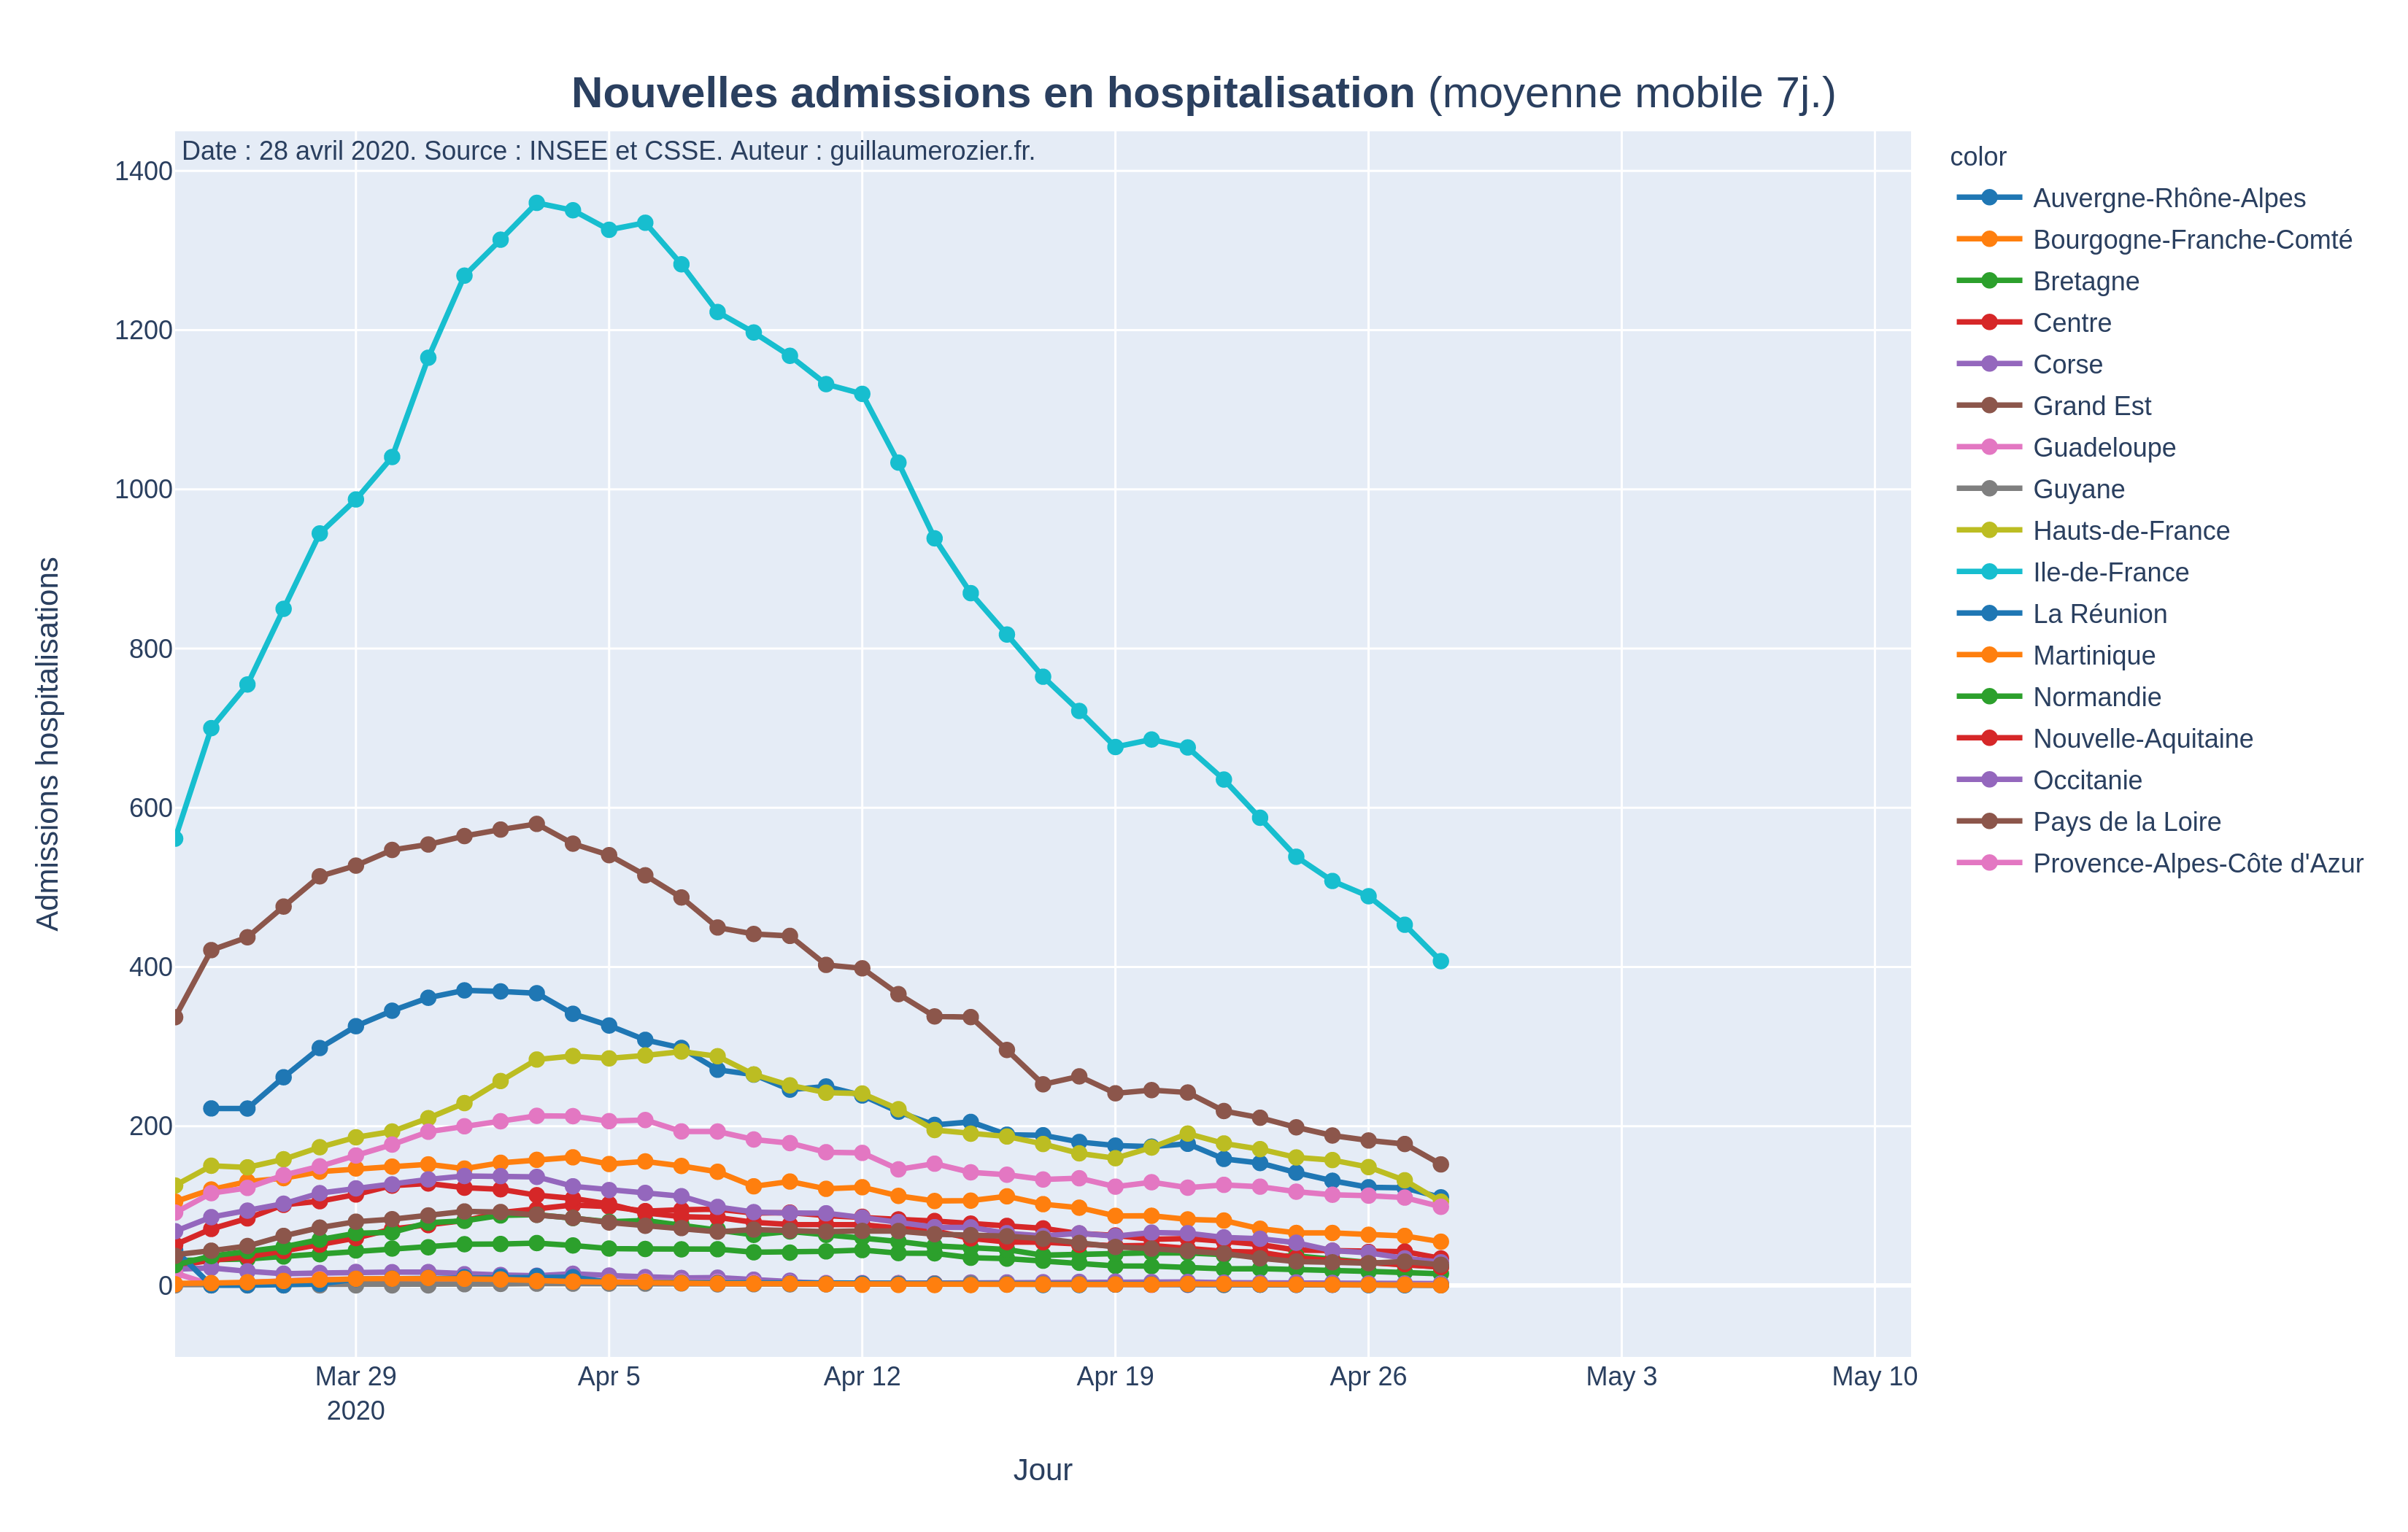 Nouvelles admissions en hospitalisation (moyenne mobile 7j.)
Date : 28 avril 2020. Source : INSEE et CSSE. Auteur : guillaumerozier.fr.
1400
1200
1000
800
600
400
200
0
Admissions hospitalisations
Mar 29
2020
Apr 5
Apr 12
Apr 19
Apr 26
May 3
May 10
Jour
color
Auvergne-Rhône-Alpes
Bourgogne-Franche-Comté
Bretagne
Centre
Corse
Grand Est
Guadeloupe
Guyane
Hauts-de-France
Ile-de-France
La Réunion
Martinique
Normandie
Nouvelle-Aquitaine
Occitanie
Pays de la Loire
Provence-Alpes-Côte d'Azur